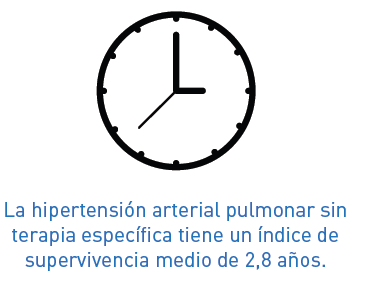 La hipertensión arterial pulmonar sin
terapia específica tiene un índice de
supervivencia medio de 2,8 años.